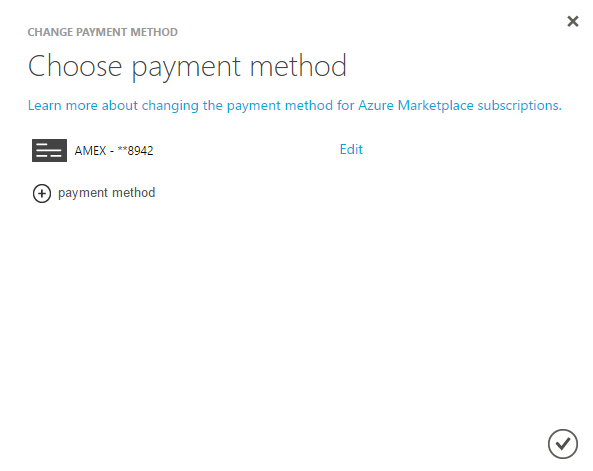 CHANGE PAYMENT METHOD
Choose payment method
Learn more about changing the payment method for Azure Marketplace subscriptions.
AMEX - **8942 Edit
payment method